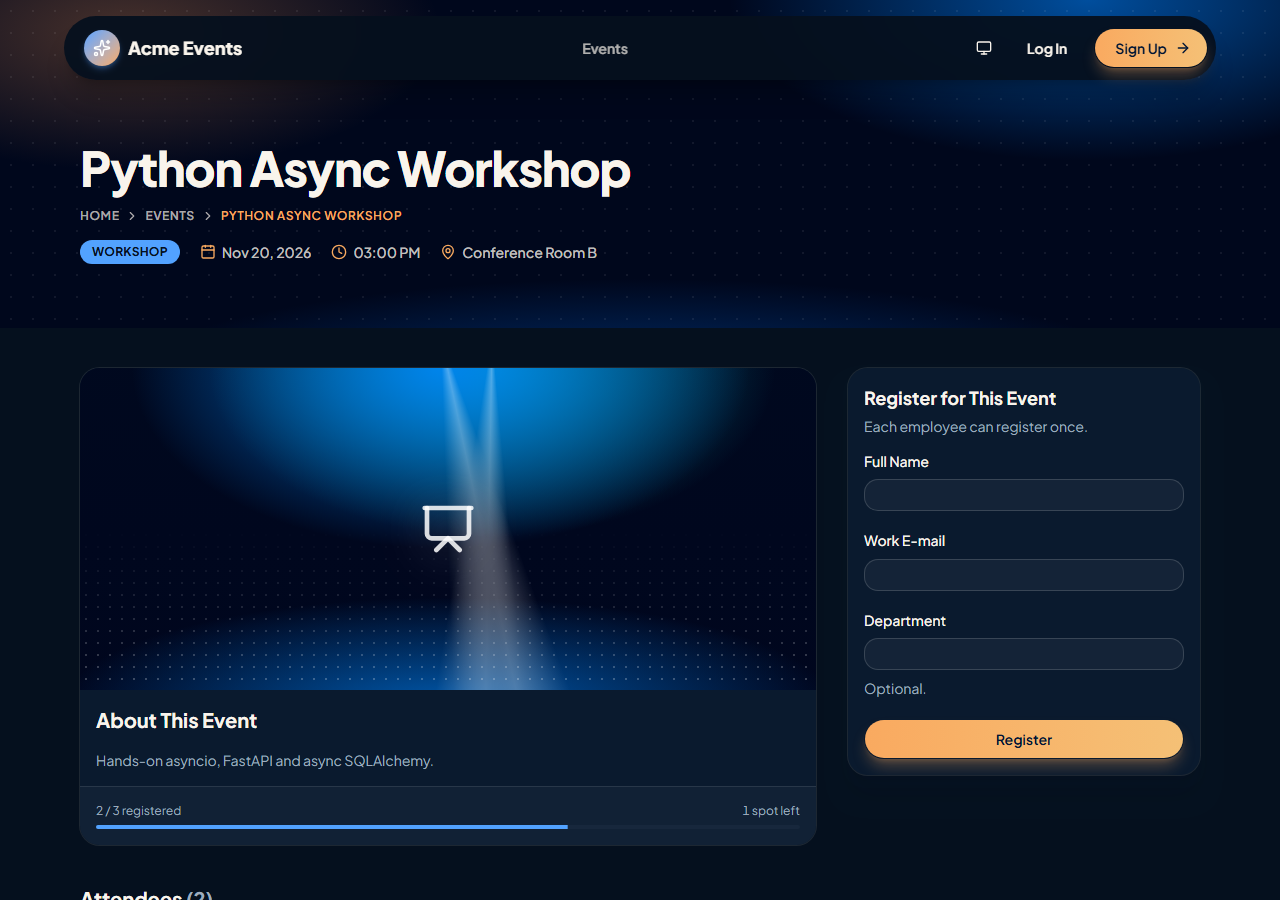 Acme Events
Events
Log In
Sign Up
Python Async Workshop
HOME > EVENTS > PYTHON ASYNC WORKSHOP
WORKSHOP Nov 20, 2026 03:00 PM Conference Room B
About This Event
Hands-on asyncio, FastAPI and async SQLAlchemy.
2 / 3 registered
1 spot left
Register for This Event
Each employee can register once.
Full Name
Work E-mail
Department
Optional.
Register
Attendees (2)